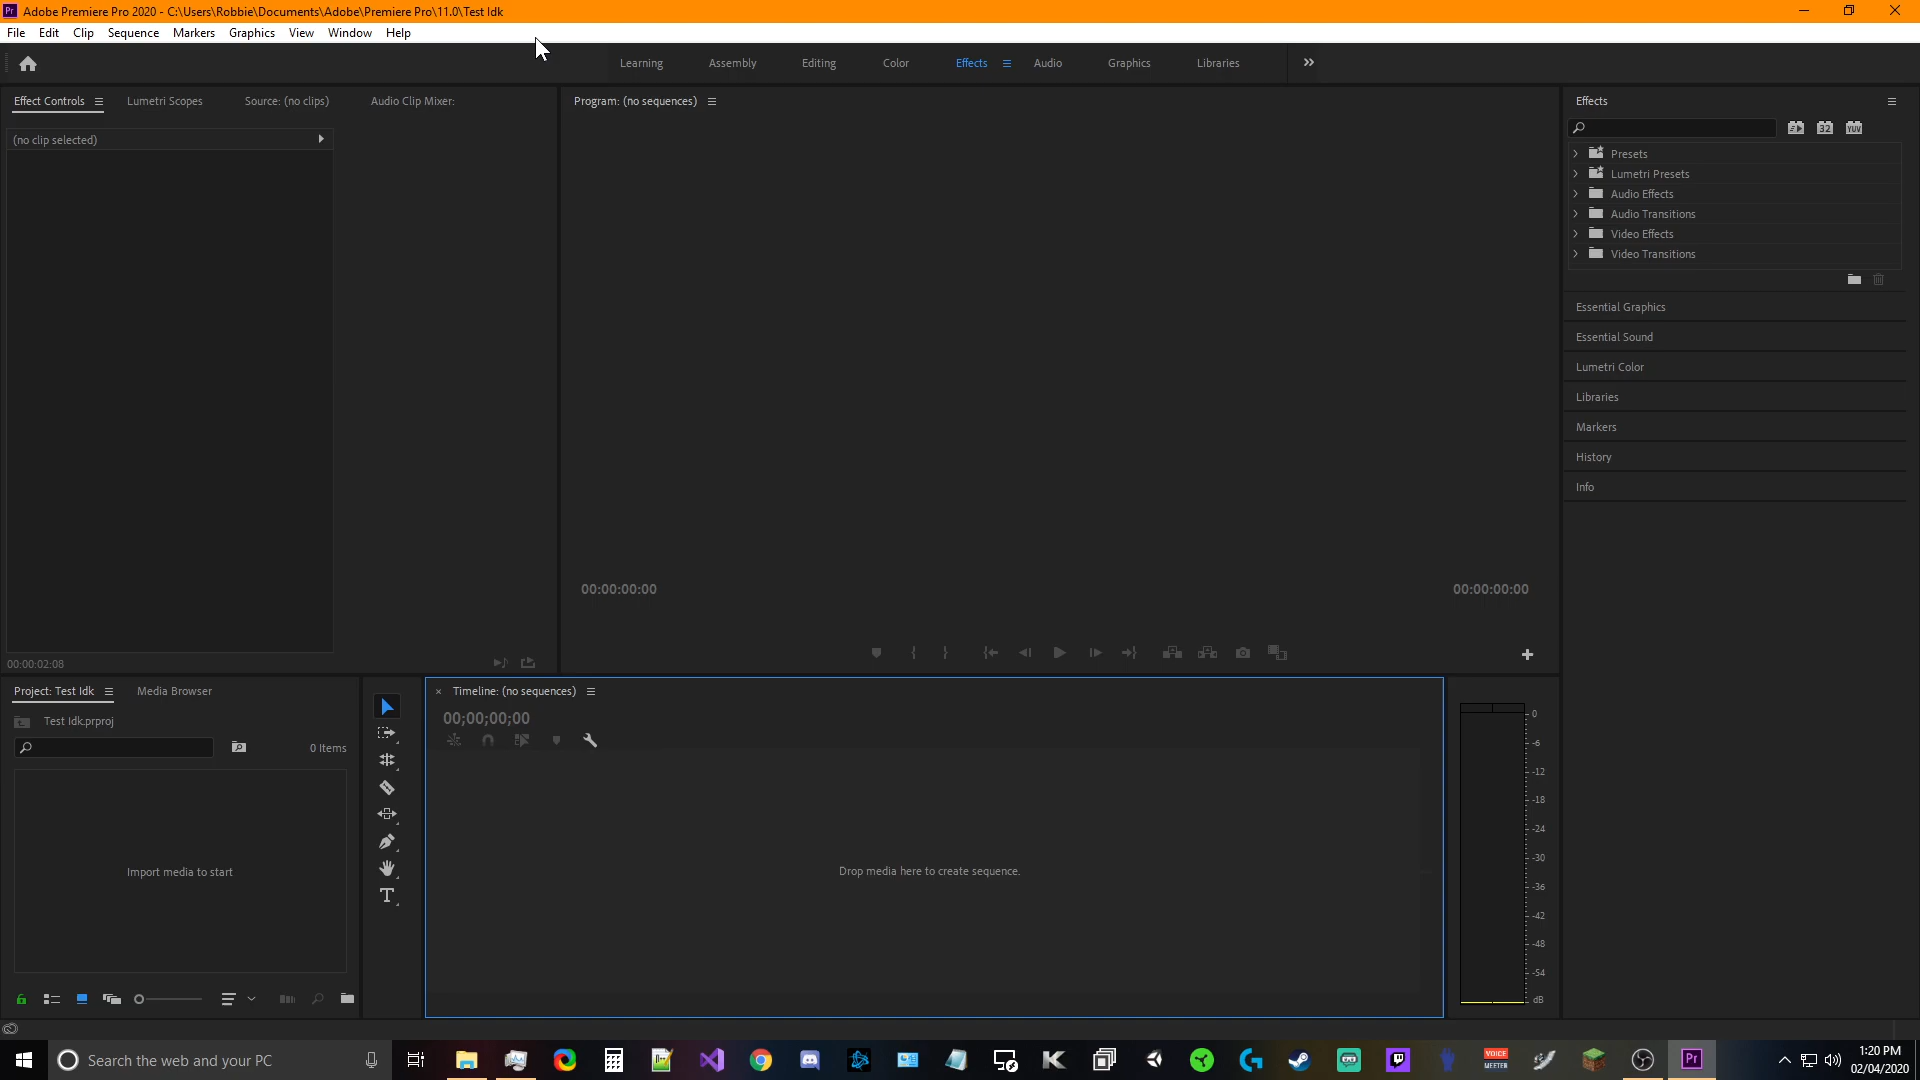 Adobe Premiere Pro 2020 - C:\Users\Robbie\Documents\Adobe\Premiere Pro\11.0\Test Idk
File Edit Clip Sequence Markers Graphics View Window Help
Learning Assembly Editing Color Effects Audio Graphics Libraries
Effect Controls Lumetri Scopes Source: (no clips) Audio Clip Mixer:
(no clip selected)
00:00:02:08
Program: (no sequences)
00:00:00:00 00:00:00:00
Effects
32 YUV
Presets
Lumetri Presets
Audio Effects
Audio Transitions
Video Effects
Video Transitions
Essential Graphics
Essential Sound
Lumetri Color
Libraries
Markers
History
Info
Project: Test Idk Media Browser
Test Idk.prproj
0 Items
Import media to start
Timeline: (no sequences)
00;00;00;00
Drop media here to create sequence.
0
-6
-12
-18
-24
-30
-36
-42
-48
-54
dB
Search the web and your PC
VOICE
MEETER
Pr
1:20 PM
02/04/2020